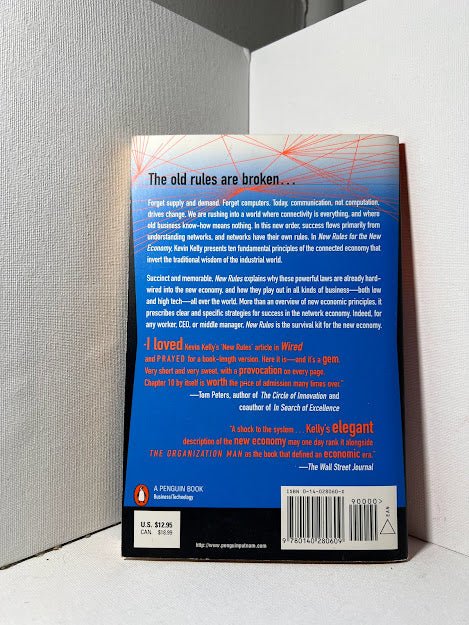 The old rules are broken...
Forget supply and demand. Forget computers. Today, communication, not computation,
drives change. We are rushing into a world where connectivity is everything, and where
old business know-how means nothing. In this new order, success flows primarily from
understanding networks, and networks have their own rules. In New Rules for the New
Economy, Kevin Kelly presents ten fundamental principles of the connected economy that
invert the traditional wisdom of the industrial world.
Succinct and memorable, New Rules explains why these powerful laws are already hard-
wired into the new economy, and how they play out in all kinds of business—both low
and high tech—all over the world. More than an overview of new economic principles, it
prescribes clear and specific strategies for success in the network economy. Indeed, for
any worker, CEO, or middle manager, New Rules is the survival kit for the new economy.
"I loved Kevin Kelly's 'New Rules' article in Wired
and PRAYED for a book-length version. Here it is—and it's a gem.
Very short and very sweet, with a provocation on every page.
Chapter 10 by itself is worth the price of admission many times over."
—Tom Peters, author of The Circle of Innovation and
coauthor of In Search of Excellence
"A shock to the system . . . Kelly's elegant
description of the new economy may one day rank it alongside
THE ORGANIZATION MAN as the book that defined an economic era."
—The Wall Street Journal
A PENGUIN BOOK
Business/Technology
U.S. $12.95
CAN. $18.99
http://www.penguinputnam.com
ISBN 0-14-028060-X
90000>
9 780140 280609
EAN